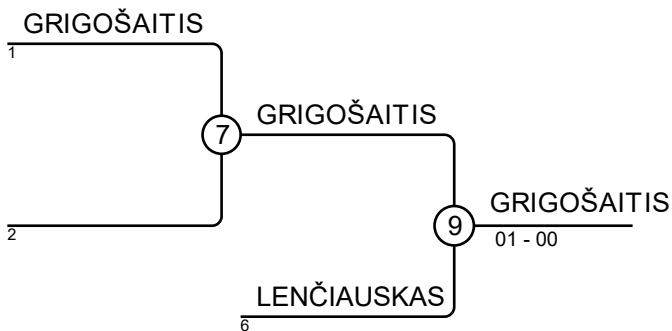 GRIGOŠAITIS
1
7
GRIGOŠAITIS
2
9
GRIGOŠAITIS
01 - 00
LENČIAUSKAS
6